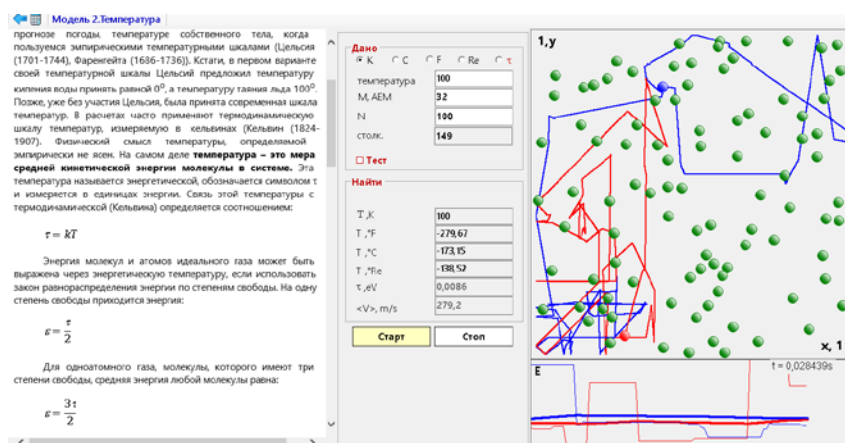 Модель 2.Температура
прогнозе погоды, температуре собственного тела, когда
пользуемся эмпирическими температурными шкалами (Цельсия
(1701-1744), Фаренгейта (1686-1736)). Кстати, в первом варианте
своей температурной шкалы Цельсий предложил температуру
кипения воды принять равной 0⁰, а температуру таяния льда 100⁰.
Позже, уже без участия Цельсия, была принята современная шкала
температур. В расчетах часто применяют термодинамическую
шкалу температур, измеряемую в кельвинах (Кельвин (1824-
1907). Физический смысл температуры, определяемой
эмпирически не ясен. На самом деле температура – это мера
средней кинетической энергии молекулы в системе. Эта
температура называется энергетической, обозначается символом τ
и измеряется в единицах энергии. Связь этой температуры с
термодинамической (Кельвина) определяется соотношением:
τ = kT
Энергия молекул и атомов идеального газа может быть
выражена через энергетическую температуру, если использовать
закон равнораспределения энергии по степеням свободы. На одну
степень свободы приходится энергия:
ε = τ/2
Для одноатомного газа, молекулы, которого имеют три
степени свободы, средняя энергия любой молекулы равна:
ε = 3τ/2
Дано
K C F Re τ
температура 100
M, АЕМ 32
N 100
столк. 149
Тест
Найти
T ,K 100
T ,°F -279,67
T ,°C -173,15
T ,°Re -138,52
τ ,eV 0,0086
<V>, m/s 279,2
Старт Стоп
1,y
x, 1
E
t = 0,028439s